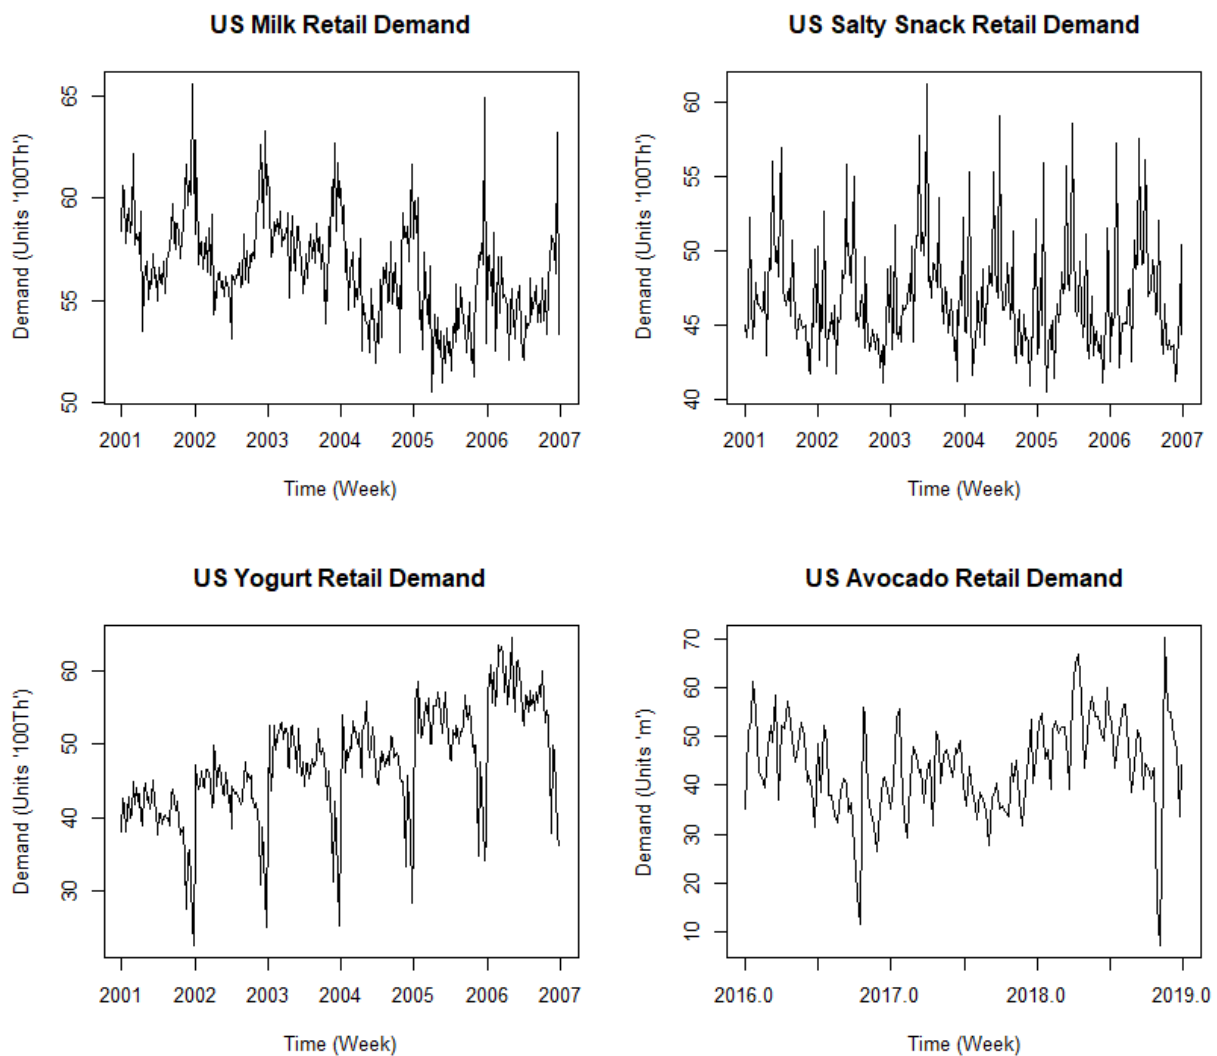 US Milk Retail Demand
Demand (Units '100Th')
65
60
55
50
2001 2002 2003 2004 2005 2006 2007
Time (Week)
US Salty Snack Retail Demand
Demand (Units '100Th')
60
55
50
45
40
2001 2002 2003 2004 2005 2006 2007
Time (Week)
US Yogurt Retail Demand
Demand (Units '100Th')
60
50
40
30
2001 2002 2003 2004 2005 2006 2007
Time (Week)
US Avocado Retail Demand
Demand (Units 'm')
70
60
50
40
30
20
10
2016.0 2017.0 2018.0 2019.0
Time (Week)